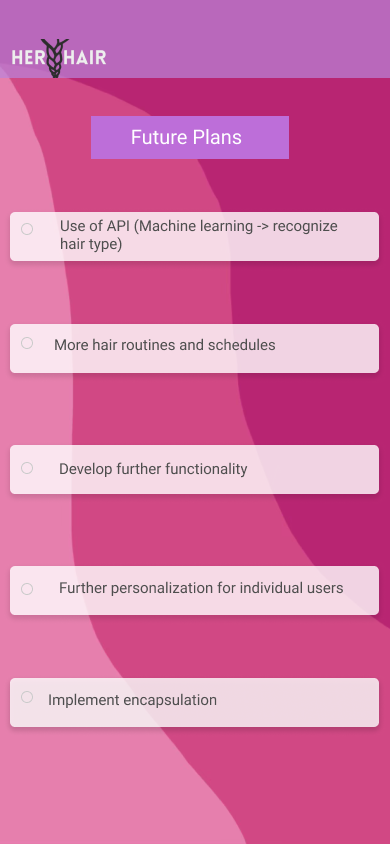 HER HAIR
Future Plans
Use of API (Machine learning -> recognize
hair type)
More hair routines and schedules
Develop further functionality
Further personalization for individual users
Implement encapsulation